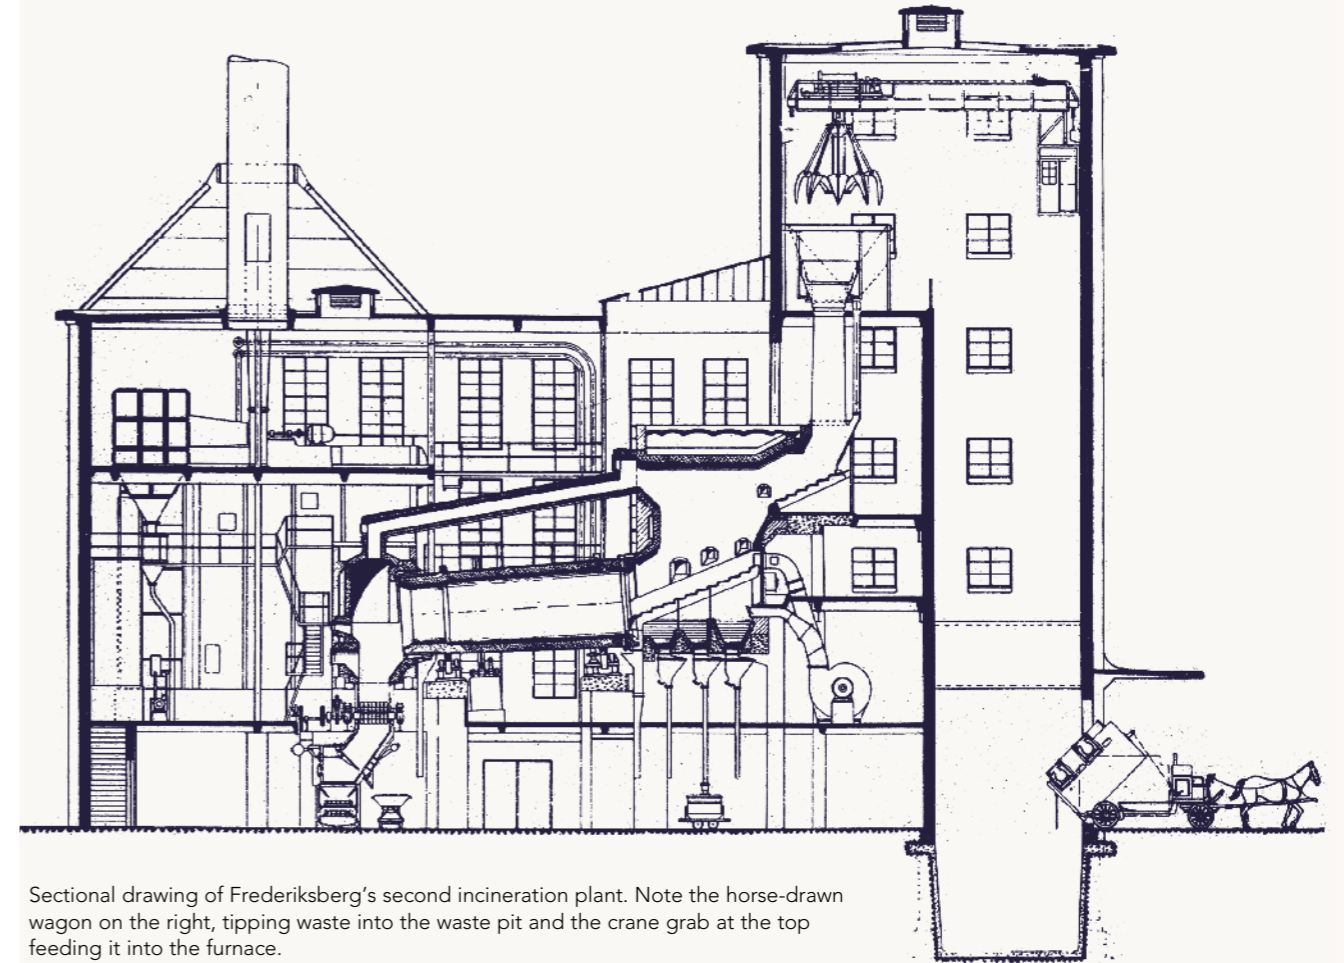 Sectional drawing of Frederiksberg’s second incineration plant. Note the horse-drawn
wagon on the right, tipping waste into the waste pit and the crane grab at the top
feeding it into the furnace.